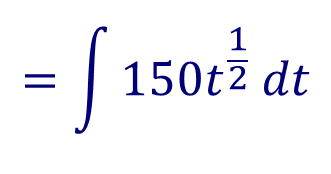 = ∫ 150t^{1/2} dt